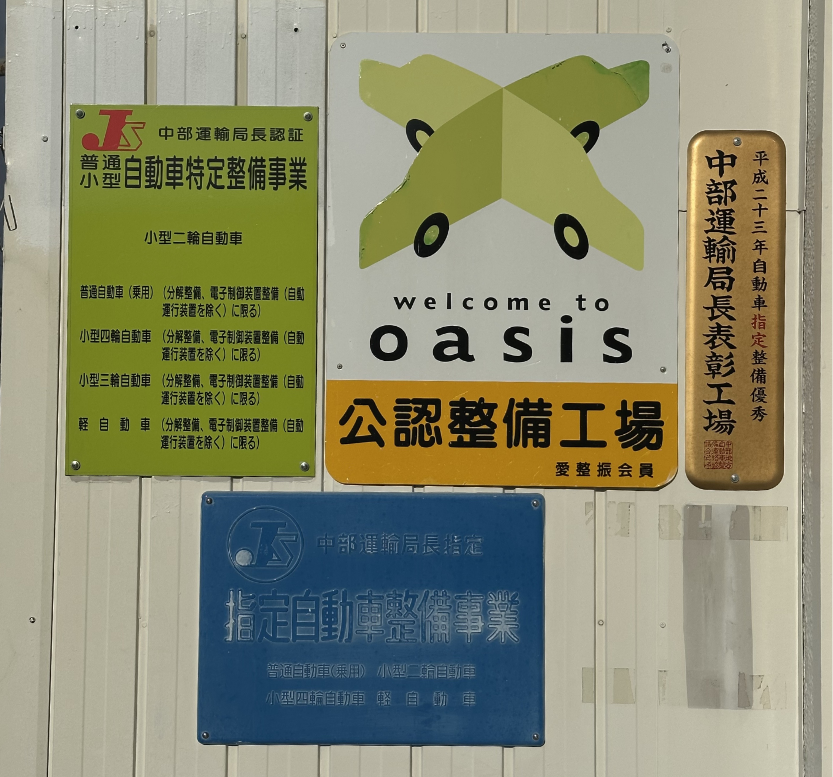 JS 中部運輸局長認証
普通
小型
自動車特定整備事業
小型二輪自動車
普通自動車(乗用)(分解整備、電子制御装置整備(自動
運行装置を除く)に限る)
小型四輪自動車 (分解整備、電子制御装置整備(自動
運行装置を除く)に限る)
小型三輪自動車 (分解整備、電子制御装置整備(自動
運行装置を除く)に限る)
軽自動車 (分解整備、電子制御装置整備(自動
運行装置を除く)に限る)
welcome to
oasis
公認整備工場
愛整振会員
平成二十三年自動車指定整備優秀
中部運輸局長表彰工場
JS 中部運輸局長指定
指定自動車整備事業
普通自動車(乗用) 小型二輪自動車
小型四輪自動車 軽自動車